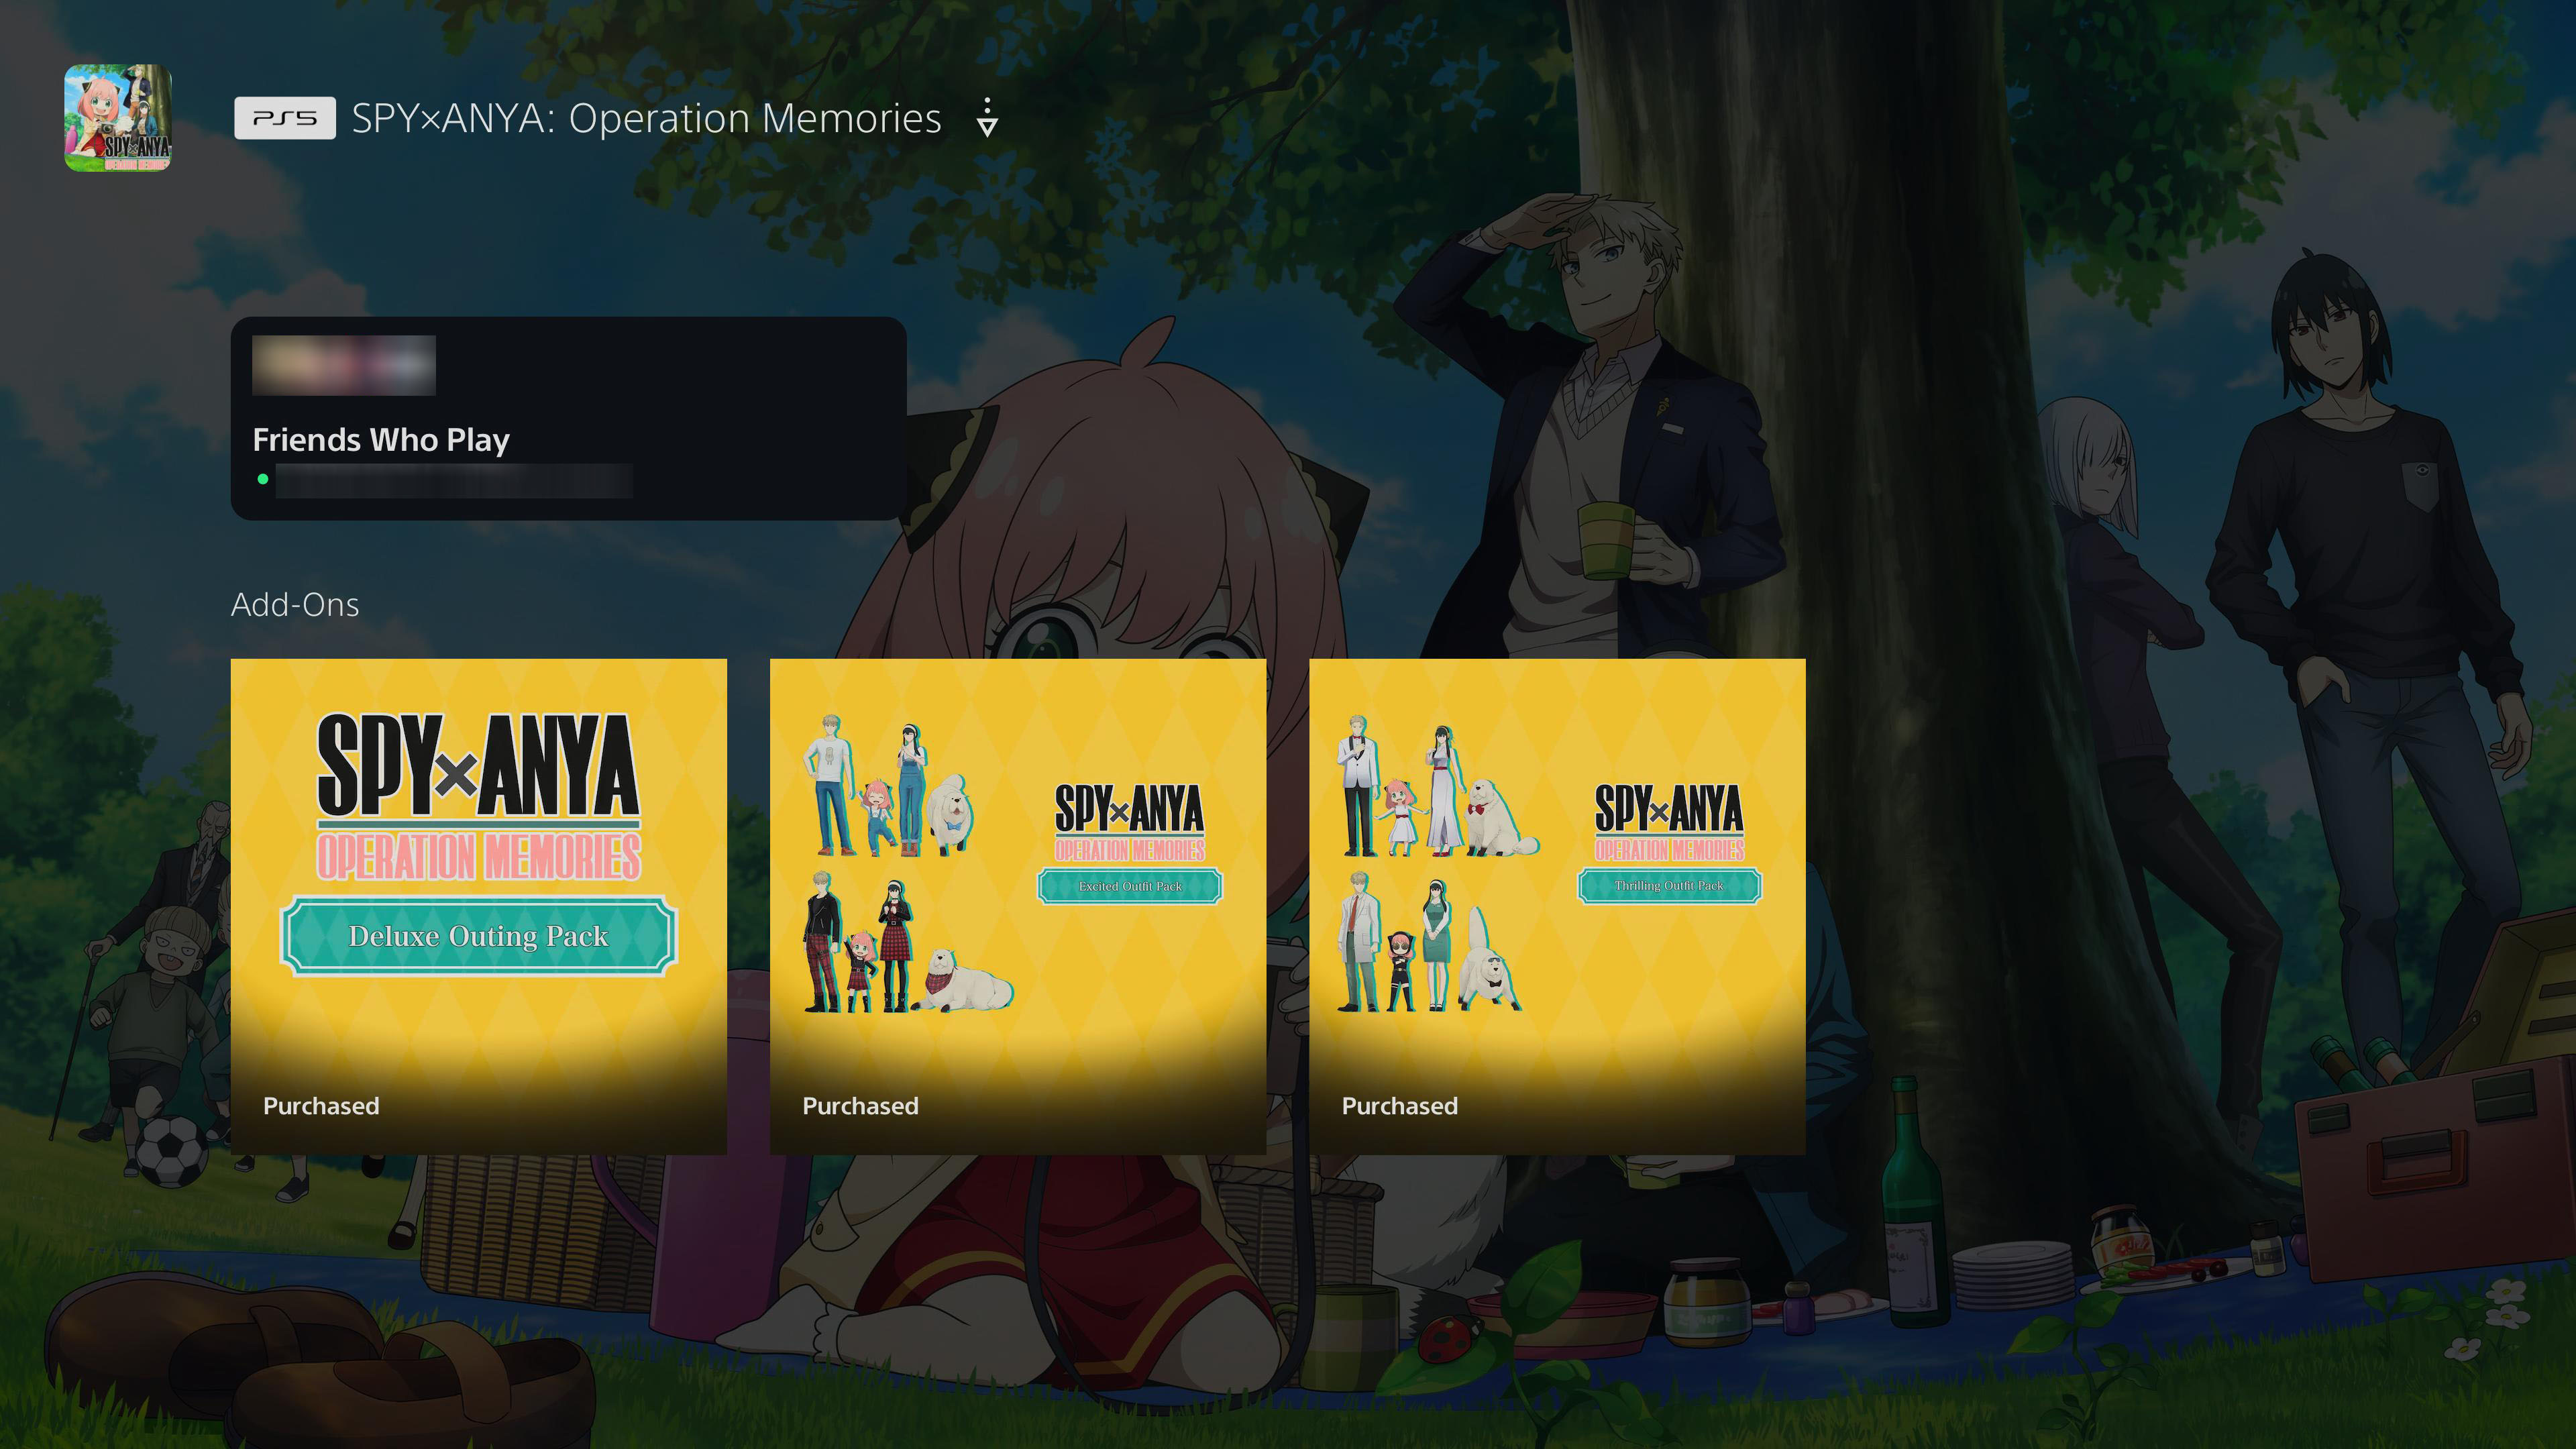 SPY×ANYA
OPERATION MEMORIES
PS5
SPY×ANYA: Operation Memories
Friends Who Play
Add-Ons
SPY×ANYA
OPERATION MEMORIES
Deluxe Outing Pack
Purchased
SPY×ANYA
OPERATION MEMORIES
Excited Outfit Pack
Purchased
SPY×ANYA
OPERATION MEMORIES
Thrilling Outfit Pack
Purchased